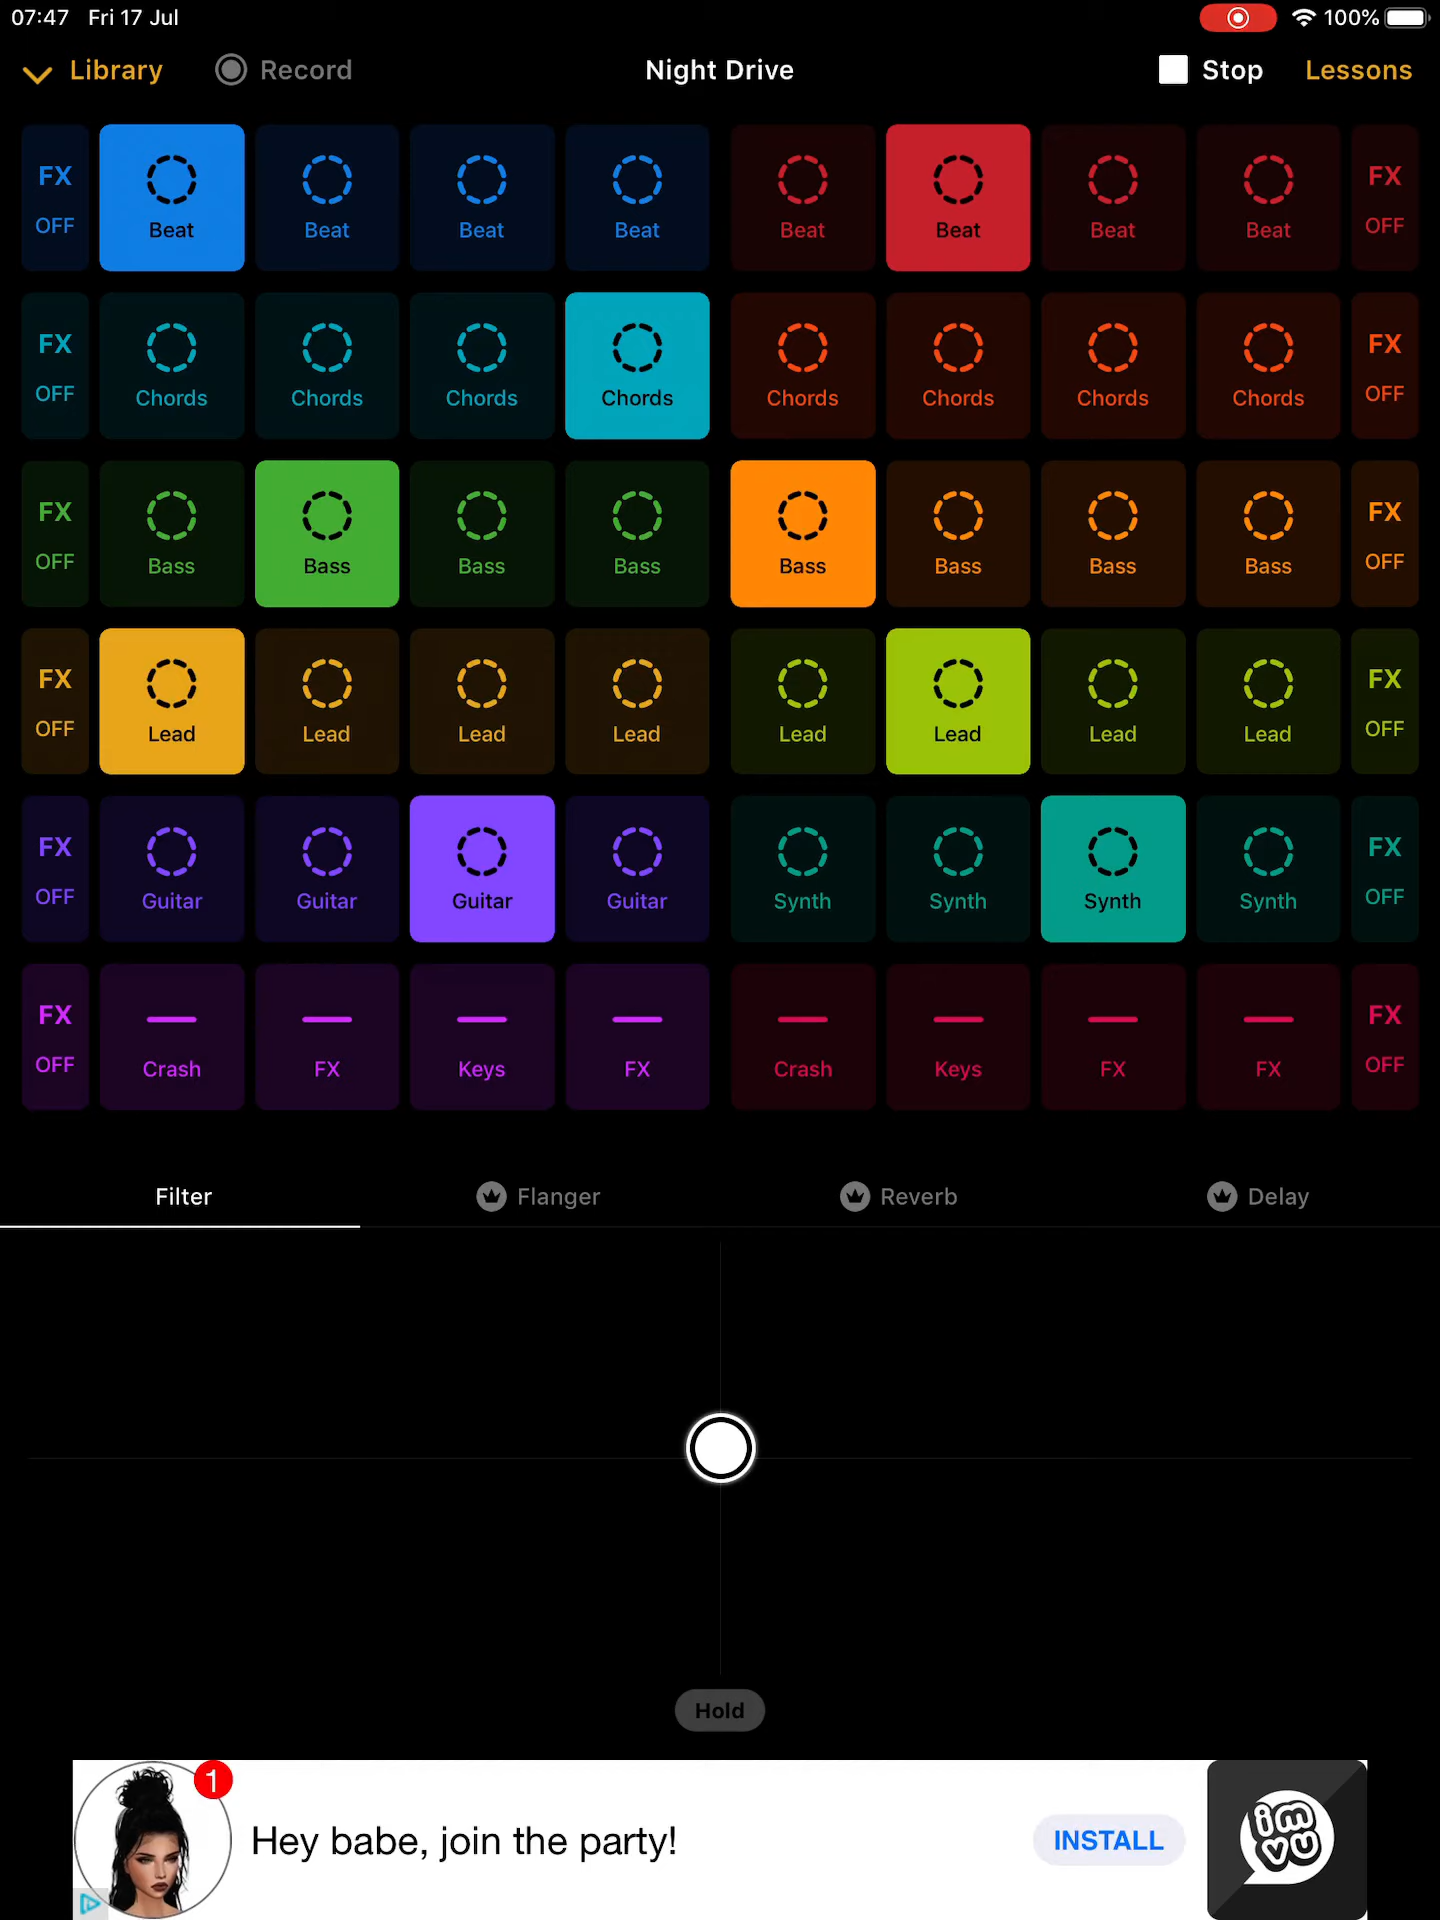 07:47 Fri 17 Jul 100%
Library Record Night Drive Stop Lessons
FX Beat Beat Beat Beat Beat Beat Beat Beat FX
OFF OFF
FX Chords Chords Chords Chords Chords Chords Chords Chords FX
OFF OFF
FX Bass Bass Bass Bass Bass Bass Bass Bass FX
OFF OFF
FX Lead Lead Lead Lead Lead Lead Lead Lead FX
OFF OFF
FX Guitar Guitar Guitar Guitar Synth Synth Synth Synth FX
OFF OFF
FX Crash FX Keys FX Crash Keys FX FX FX
OFF OFF
Filter Flanger Reverb Delay
Hold
1
Hey babe, join the party! INSTALL
imvu